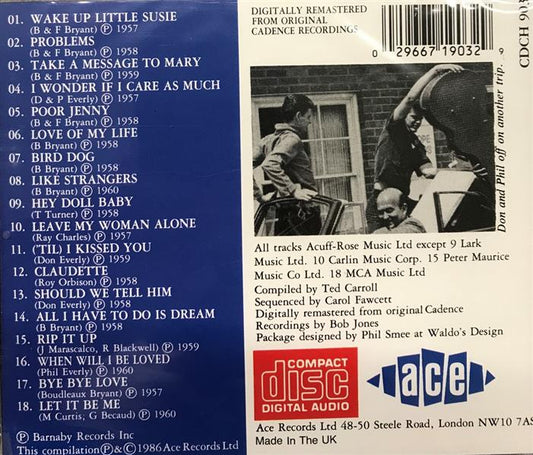 01. WAKE UP LITTLE SUSIE
(B & F Bryant) Ⓟ 1957
02. PROBLEMS
(B & F Bryant) Ⓟ 1958
03. TAKE A MESSAGE TO MARY
(B & F Bryant) Ⓟ 1959
04. I WONDER IF I CARE AS MUCH
(D & P Everly) Ⓟ 1957
05. POOR JENNY
(B & F Bryant) Ⓟ 1958
06. LOVE OF MY LIFE
(B Bryant) Ⓟ 1958
07. BIRD DOG
(B Bryant) Ⓟ 1958
08. LIKE STRANGERS
(B Bryant) Ⓟ 1960
09. HEY DOLL BABY
(T Turner) Ⓟ 1958
10. LEAVE MY WOMAN ALONE
(Ray Charles) Ⓟ 1957
11. ('TIL) I KISSED YOU
(Don Everly) Ⓟ 1959
12. CLAUDETTE
(Roy Orbison) Ⓟ 1958
13. SHOULD WE TELL HIM
(Don Everly) Ⓟ 1958
14. ALL I HAVE TO DO IS DREAM
(B Bryant) Ⓟ 1958
15. RIP IT UP
(J Marascalco, R Blackwell) Ⓟ 1959
16. WHEN WILL I BE LOVED
(Phil Everly) Ⓟ 1960
17. BYE BYE LOVE
(Boudleaux Bryant) Ⓟ 1957
18. LET IT BE ME
(M Curtis, G Becaud) Ⓟ 1960
Ⓟ Barnaby Records Inc
This compilation Ⓟ & © 1986 Ace Records Ltd
DIGITALLY REMASTERED
FROM ORIGINAL
CADENCE RECORDINGS
0 29667 19032 9
CDCH 903
Don and Phil off on another trip.
All tracks Acuff-Rose Music Ltd except 9 Lark
Music Ltd. 10 Carlin Music Corp. 15 Peter Maurice
Music Co Ltd. 18 MCA Music Ltd
Compiled by Ted Carroll
Sequenced by Carol Fawcett
Digitally remastered from original Cadence
Recordings by Bob Jones
Package designed by Phil Smee at Waldo's Design
COMPACT
disc
DIGITAL AUDIO
ace
Ace Records Ltd 48-50 Steele Road, London NW10 7AS
Made In The UK